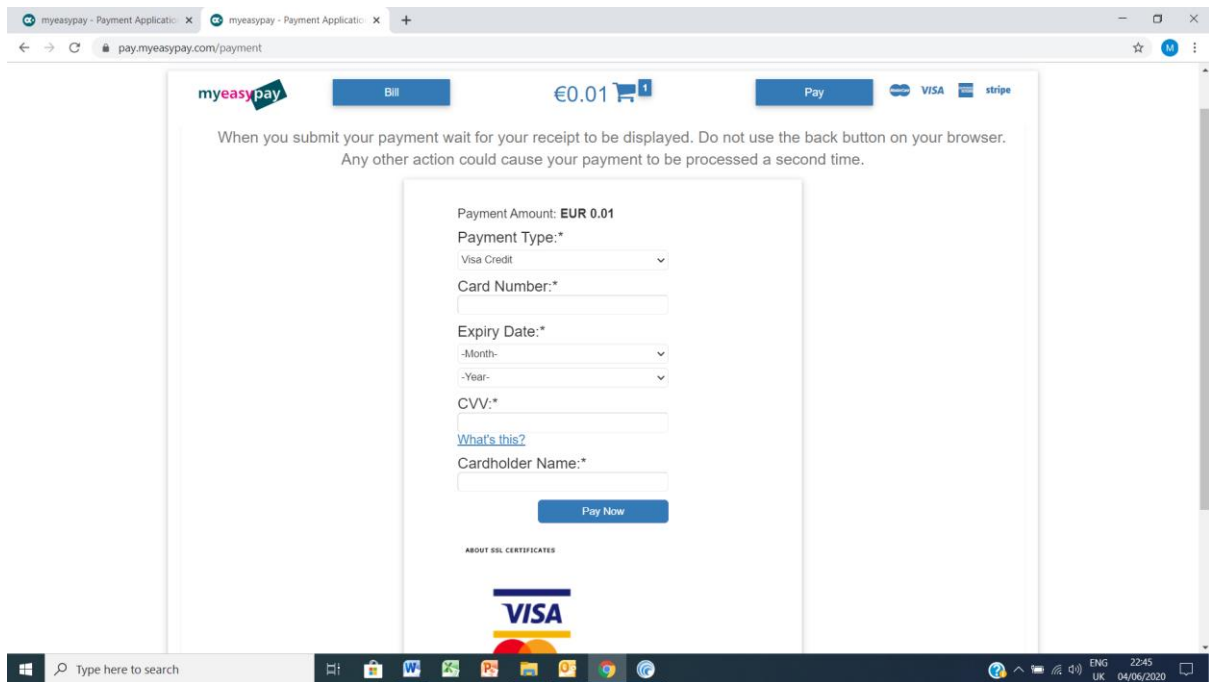 myeasypay - Payment Applicatio
myeasypay - Payment Applicatio
pay.myeasypay.com/payment
M
myeasypay
Bill
€0.01
1
Pay
VISA
stripe
When you submit your payment wait for your receipt to be displayed. Do not use the back button on your browser.
Any other action could cause your payment to be processed a second time.
Payment Amount: EUR 0.01
Payment Type:*
Visa Credit
Card Number:*
Expiry Date:*
-Month-
-Year-
CVV:*
What's this?
Cardholder Name:*
Pay Now
ABOUT SSL CERTIFICATES
VISA
Type here to search
ENG
UK
22:45
04/06/2020